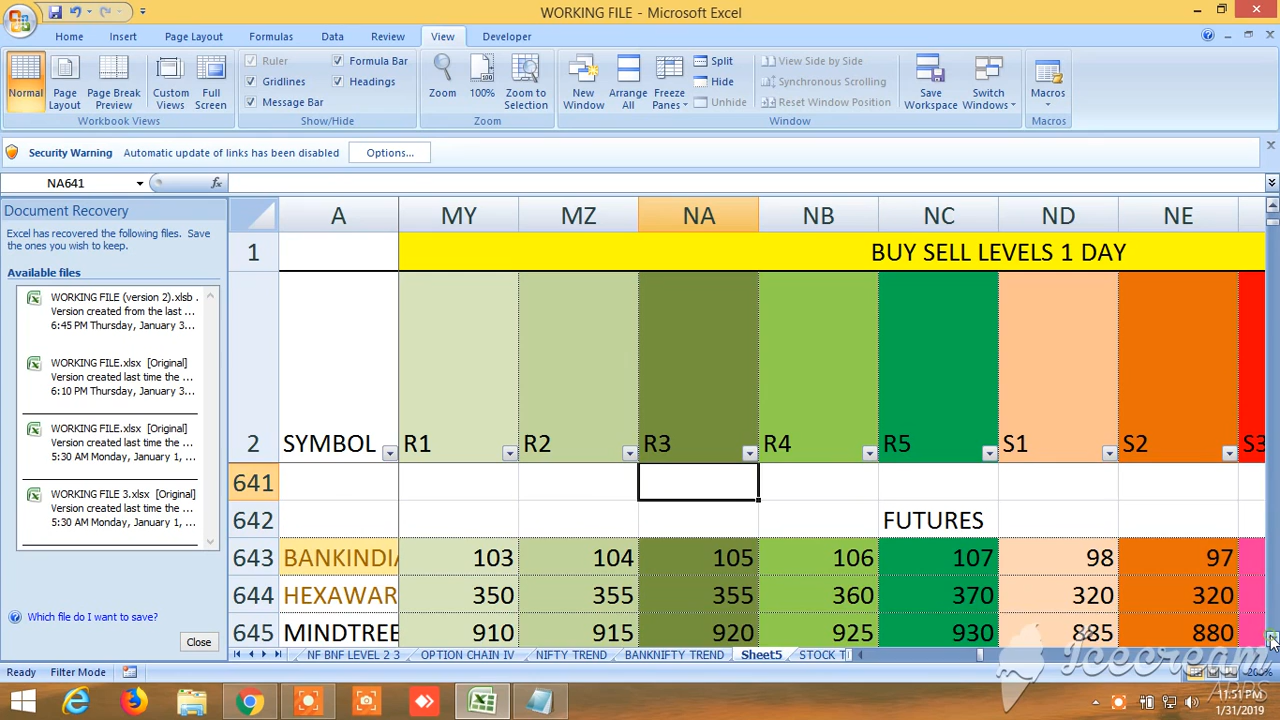 WORKING FILE - Microsoft Excel
Home Insert Page Layout Formulas Data Review View Developer
Normal Page Layout Page Break Preview Custom Views Full Screen
Workbook Views
Ruler Formula Bar
Gridlines Headings
Message Bar
Show/Hide
Zoom 100% Zoom to Selection
Zoom
New Window Arrange All Freeze Panes
Split
Hide
Unhide
View Side by Side
Synchronous Scrolling
Reset Window Position
Window
Save Workspace Switch Windows
Macros
Macros
Security Warning Automatic update of links has been disabled Options...
NA641 fx
Document Recovery
Excel has recovered the following files. Save
the ones you wish to keep.
Available files
WORKING FILE (version 2).xlsb .
Version created from the last ...
6:45 PM Thursday, January 3...
WORKING FILE.xlsx [Original]
Version created last time the ...
6:10 PM Thursday, January 3...
WORKING FILE.xlsx [Original]
Version created last time the ...
5:30 AM Monday, January 1, ...
WORKING FILE 3.xlsx [Original]
Version created last time the ...
5:30 AM Monday, January 1, ...
Which file do I want to save?
Close
A MY MZ NA NB NC ND NE
1 BUY SELL LEVELS 1 DAY
2 SYMBOL R1 R2 R3 R4 R5 S1 S2 S3
641
642 FUTURES
643 BANKINDIA 103 104 105 106 107 98 97
644 HEXAWAR 350 355 355 360 370 320 320
645 MINDTREE 910 915 920 925 930 885 880
NF BNF LEVEL 2 3 OPTION CHAIN IV NIFTY TREND BANKNIFTY TREND Sheet5 STOCK T
Ready Filter Mode 200%
Icecream
APPS
11:51 PM
1/31/2019